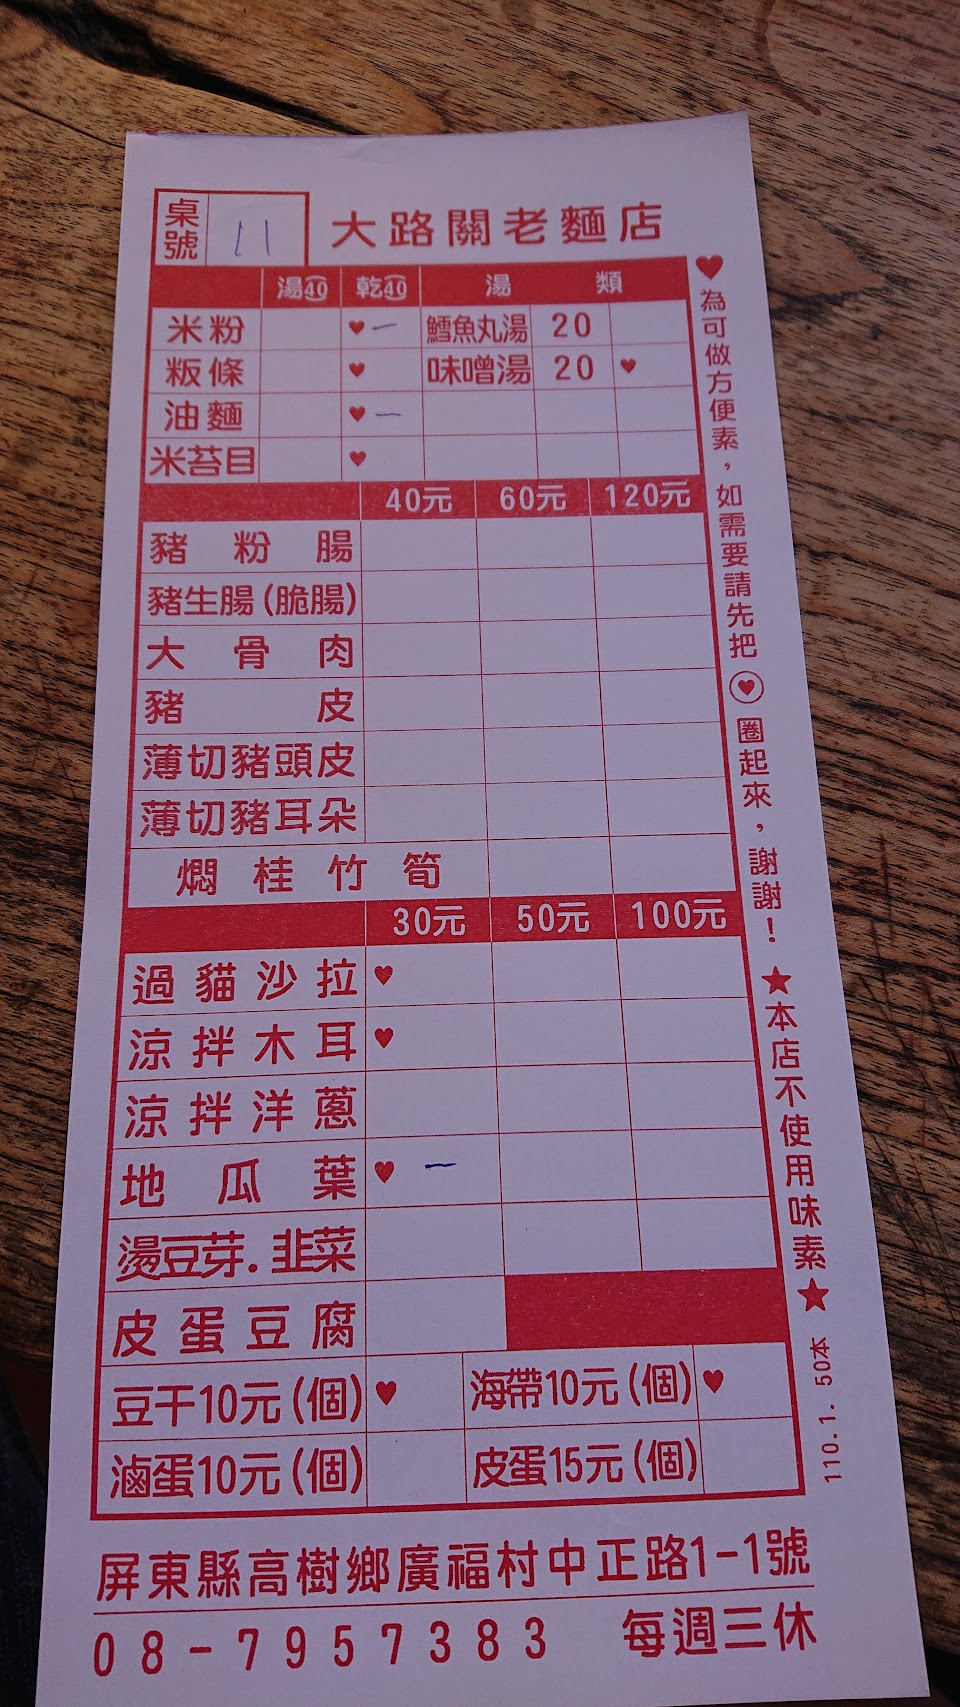 桌號 11 大路關老麵店
湯40 乾40 湯類
米粉 ♥ 一 鱈魚丸湯 20
粄條 ♥ 味噌湯 20 ♥
油麵 ♥ 一
米苔目 ♥
40元 60元 120元
豬粉腸
豬生腸(脆腸)
大骨肉
豬皮
薄切豬頭皮
薄切豬耳朵
燜桂竹筍
30元 50元 100元
過貓沙拉 ♥
涼拌木耳 ♥
涼拌洋蔥
地瓜葉 ♥ 一
燙豆芽.韭菜
皮蛋豆腐
豆干10元(個) ♥ 海帶10元(個) ♥
滷蛋10元(個) 皮蛋15元(個)
♥為可做方便素，如需要請先把♥圈起來，謝謝！
★本店不使用味素★
110.1.50本
屏東縣高樹鄉廣福村中正路1-1號
08-7957383 每週三休